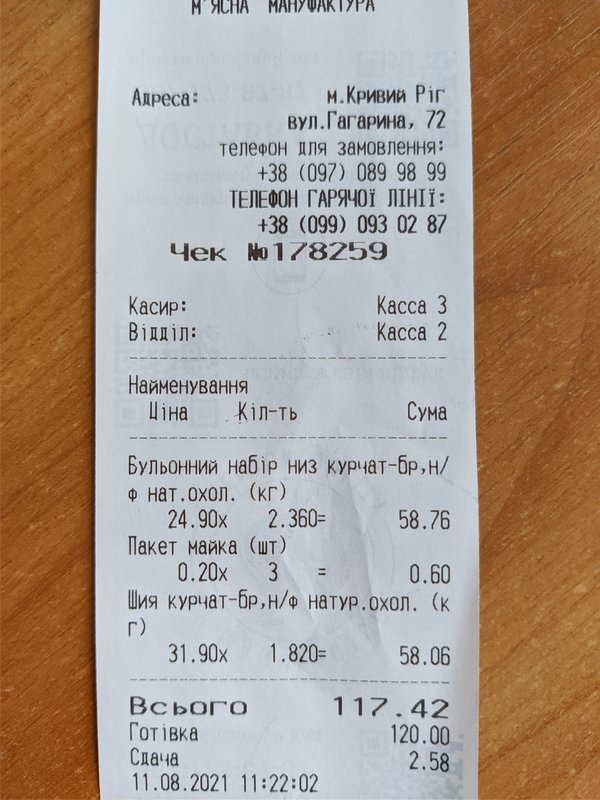 М'ЯСНА МАНУФАКТУРА
Адреса: м.Кривий Ріг
вул.Гагарина, 72
телефон для замовлення:
+38 (097) 089 98 99
ТЕЛЕФОН ГАРЯЧОЇ ЛІНІЇ:
+38 (099) 093 02 87
Чек №178259
Касир: Касса 3
Відділ: Касса 2
Найменування
Ціна Кіл-ть Сума
Бульонний набір низ курчат-бр,н/
ф нат.охол. (кг)
24.90х 2.360= 58.76
Пакет майка (шт)
0.20х 3 = 0.60
Шия курчат-бр,н/ф натур.охол. (к
г)
31.90х 1.820= 58.06
Всього 117.42
Готівка 120.00
Сдача 2.58
11.08.2021 11:22:02